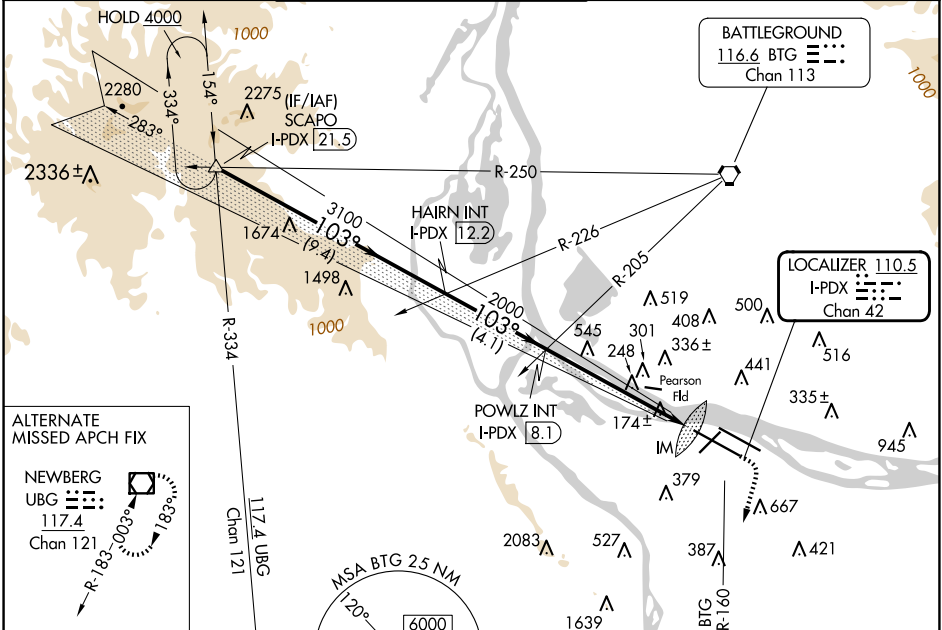 HOLD 4000
1000
BATTLEGROUND
116.6 BTG
Chan 113
1000
2280
2275
(IF/IAF)
SCAPO
I-PDX 21.5
334°
154°
283°
2336±
R-250
3100
103°
(9.4)
1674
HAIRN INT
I-PDX 12.2
R-226
R-205
1498
1000
2000
103°
(4.1)
LOCALIZER 110.5
I-PDX
Chan 42
519
408
500
545
301
336±
516
248
441
Pearson
Fld
335±
174±
945
R-334
POWLZ INT
I-PDX 8.1
IM
ALTERNATE
MISSED APCH FIX
NEWBERG
UBG
117.4
Chan 121
183°
R-183
003°
117.4 UBG
Chan 121
379
667
2083
527
387
421
MSA BTG 25 NM
120°
6000
1639
BTG
R-160